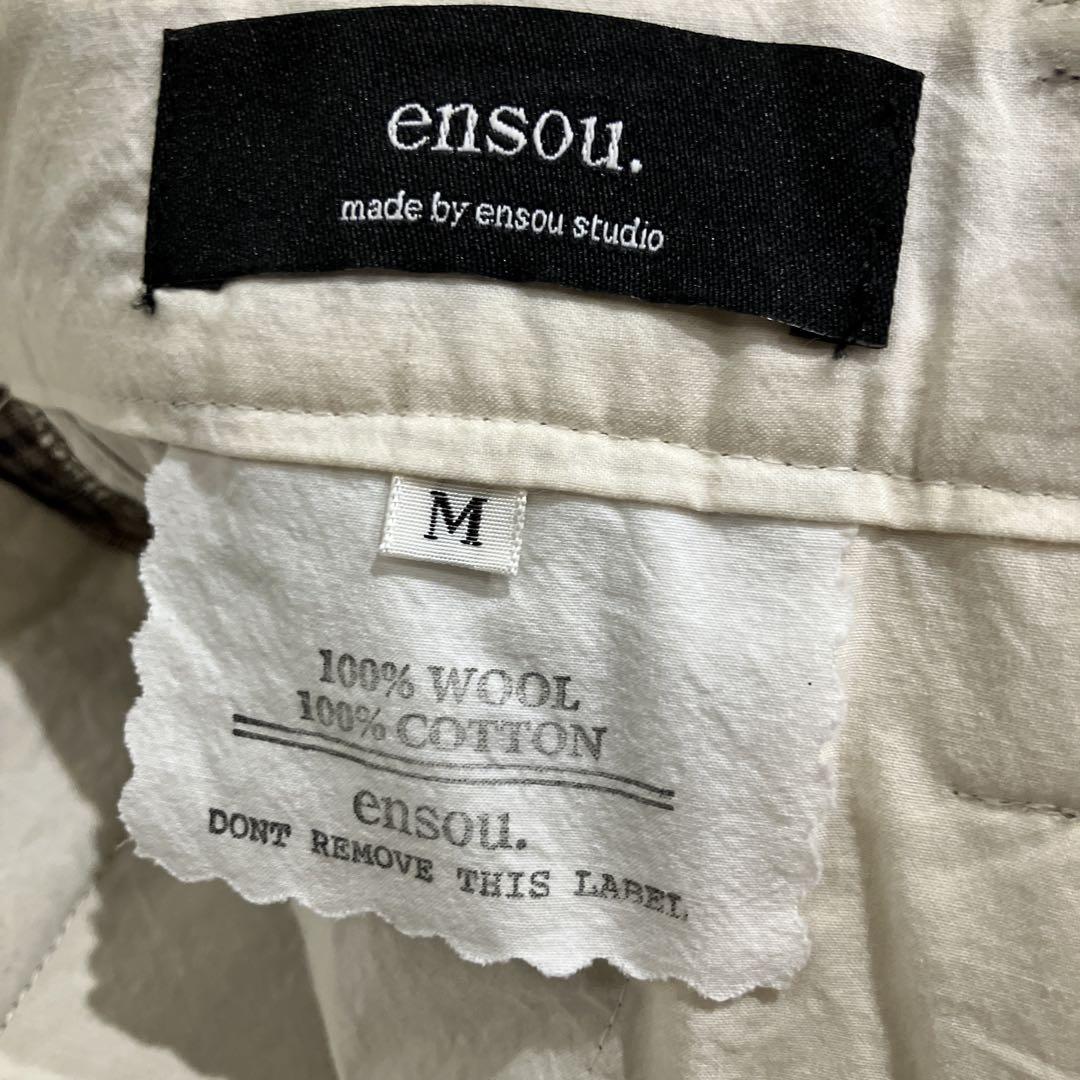 ensou.
made by ensou studio
M
100% WOOL
100% COTTON
ensou.
DONT REMOVE THIS LABEL.